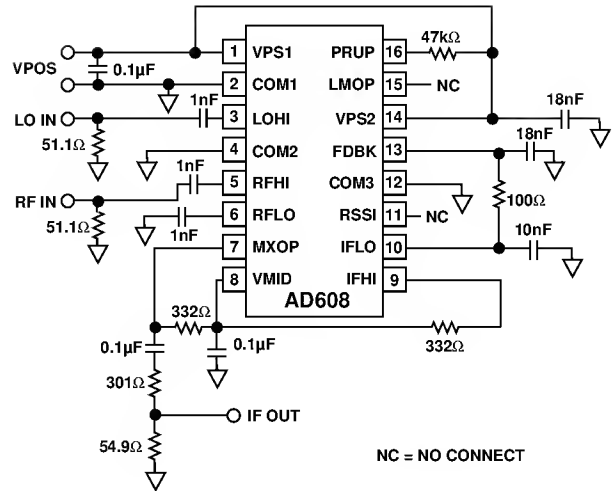 47kΩ
VPOS
0.1µF
1 VPS1 PRUP 16
2 COM1 LMOP 15 NC
1nF
18nF
LO IN
3 LOHI VPS2 14
18nF
51.1Ω
4 COM2 FDBK 13
1nF
5 RFHI COM3 12
100Ω
RF IN
6 RFLO RSSI 11 NC
51.1Ω
1nF
10nF
7 MXOP IFLO 10
8 VMID IFHI 9
AD608
332Ω
332Ω
0.1µF
0.1µF
301Ω
IF OUT
54.9Ω
NC = NO CONNECT